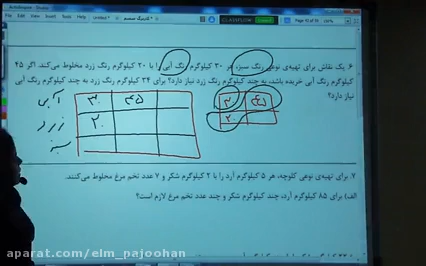 ۶. یک نقاش برای تهیه‌ی نوعی رنگ سبز، هر ۳۰ کیلوگرم رنگ آبی را با ۲۰ کیلوگرم رنگ زرد مخلوط می‌کند. اگر ۴۵
کیلوگرم رنگ آبی خریده باشد، به چند کیلوگرم رنگ زرد نیاز دارد؟ برای ۳۴ کیلوگرم رنگ زرد به چند کیلوگرم رنگ آبی
نیاز دارد؟
آبی ۳۰ ۴۵
زرد ۲۰
سبز
۳۰ ۴۵
۲۰
۷. برای تهیه‌ی نوعی کلوچه، هر ۵ کیلوگرم آرد را با ۲ کیلوگرم شکر و ۷ عدد تخم مرغ مخلوط می‌کنند.
الف) برای ۸۵ کیلوگرم آرد، چند کیلوگرم شکر و چند عدد تخم مرغ لازم است؟
aparat.com/elm_pajoohan